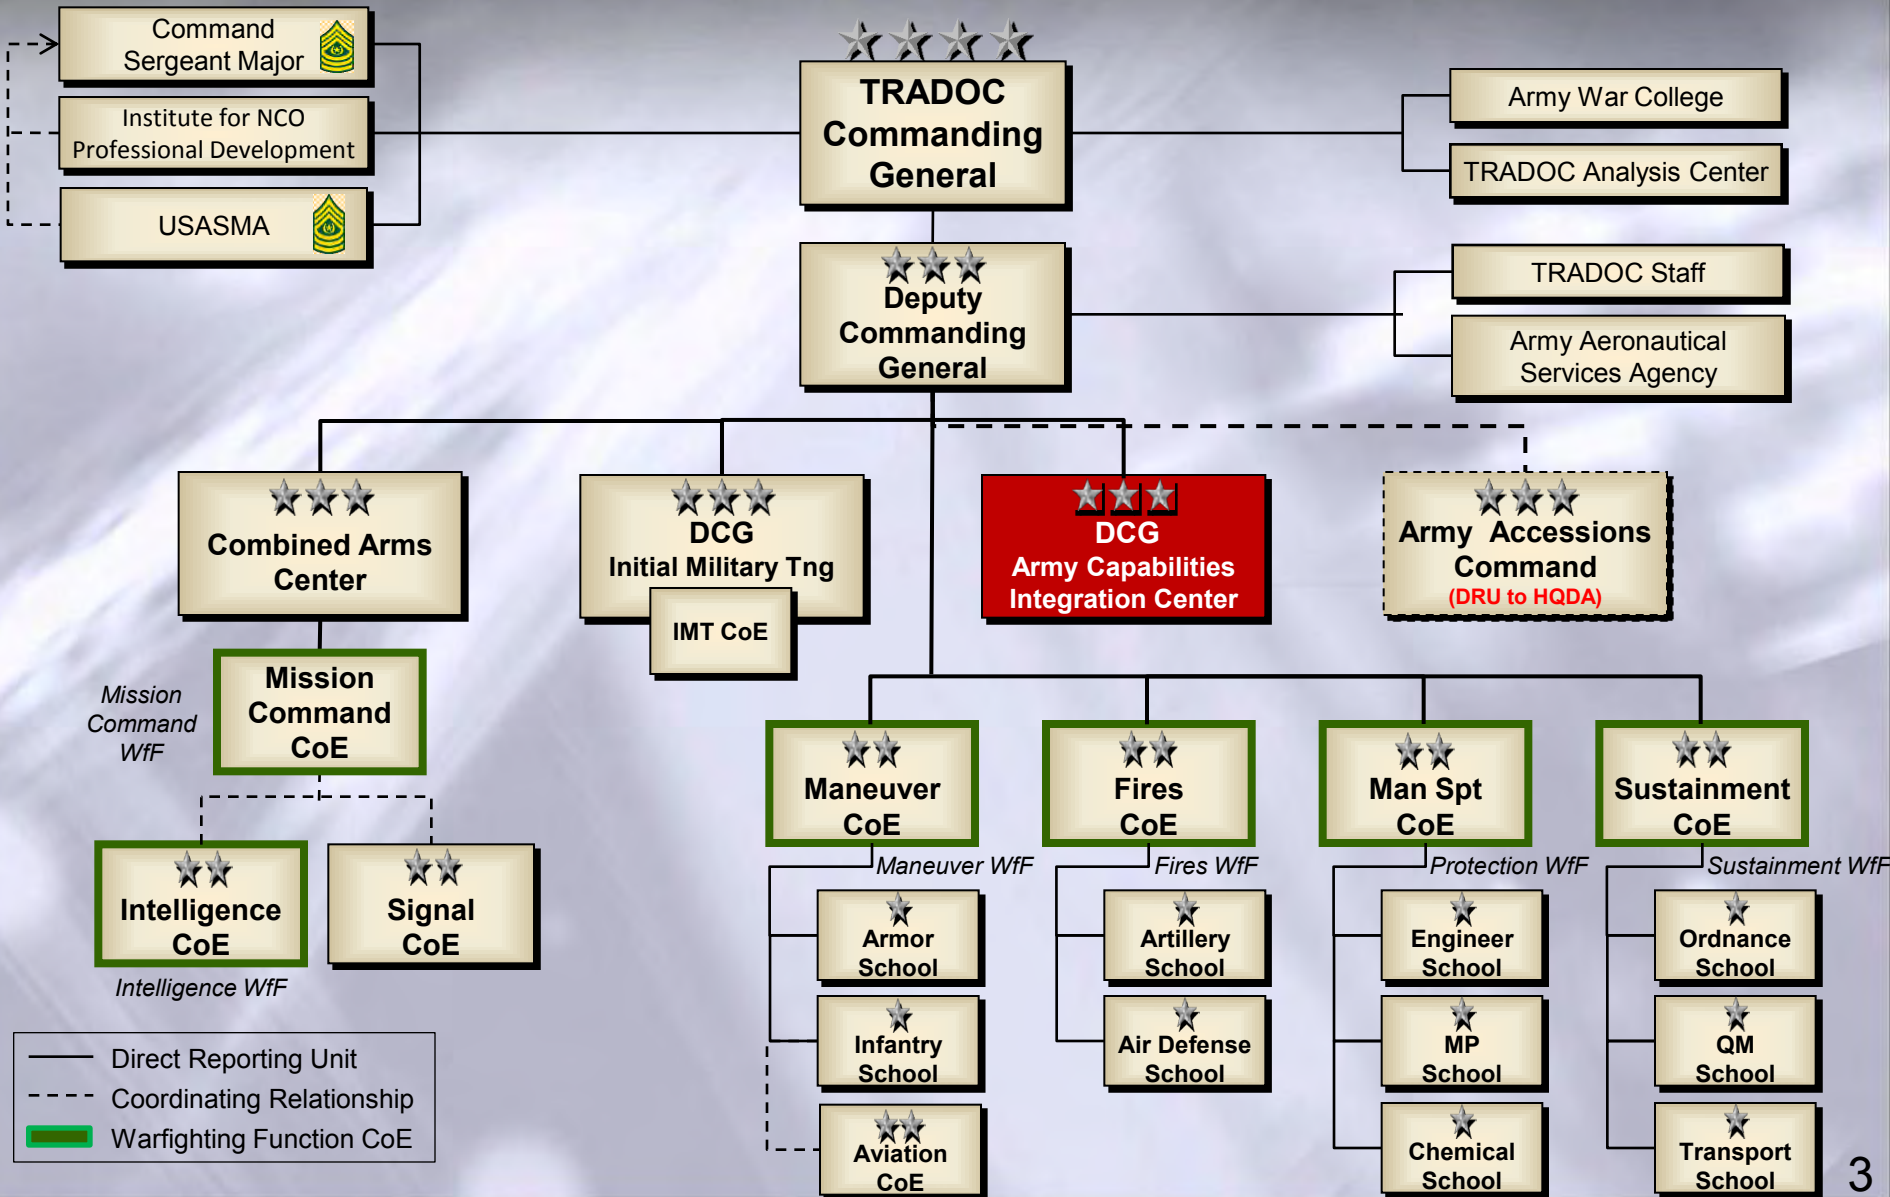 Command
Sergeant Major
Institute for NCO
Professional Development
USASMA
TRADOC
Commanding
General
Army War College
TRADOC Analysis Center
Deputy
Commanding
General
TRADOC Staff
Army Aeronautical
Services Agency
Combined Arms
Center
DCG
Initial Military Tng
IMT CoE
DCG
Army Capabilities
Integration Center
Army Accessions
Command
(DRU to HQDA)
Mission
Command
WfF
Mission
Command
CoE
Intelligence
CoE
Intelligence WfF
Signal
CoE
Maneuver
CoE
Maneuver WfF
Armor
School
Infantry
School
Aviation
CoE
Fires
CoE
Fires WfF
Artillery
School
Air Defense
School
Man Spt
CoE
Protection WfF
Engineer
School
MP
School
Chemical
School
Sustainment
CoE
Sustainment WfF
Ordnance
School
QM
School
Transport
School
Direct Reporting Unit
Coordinating Relationship
Warfighting Function CoE
3